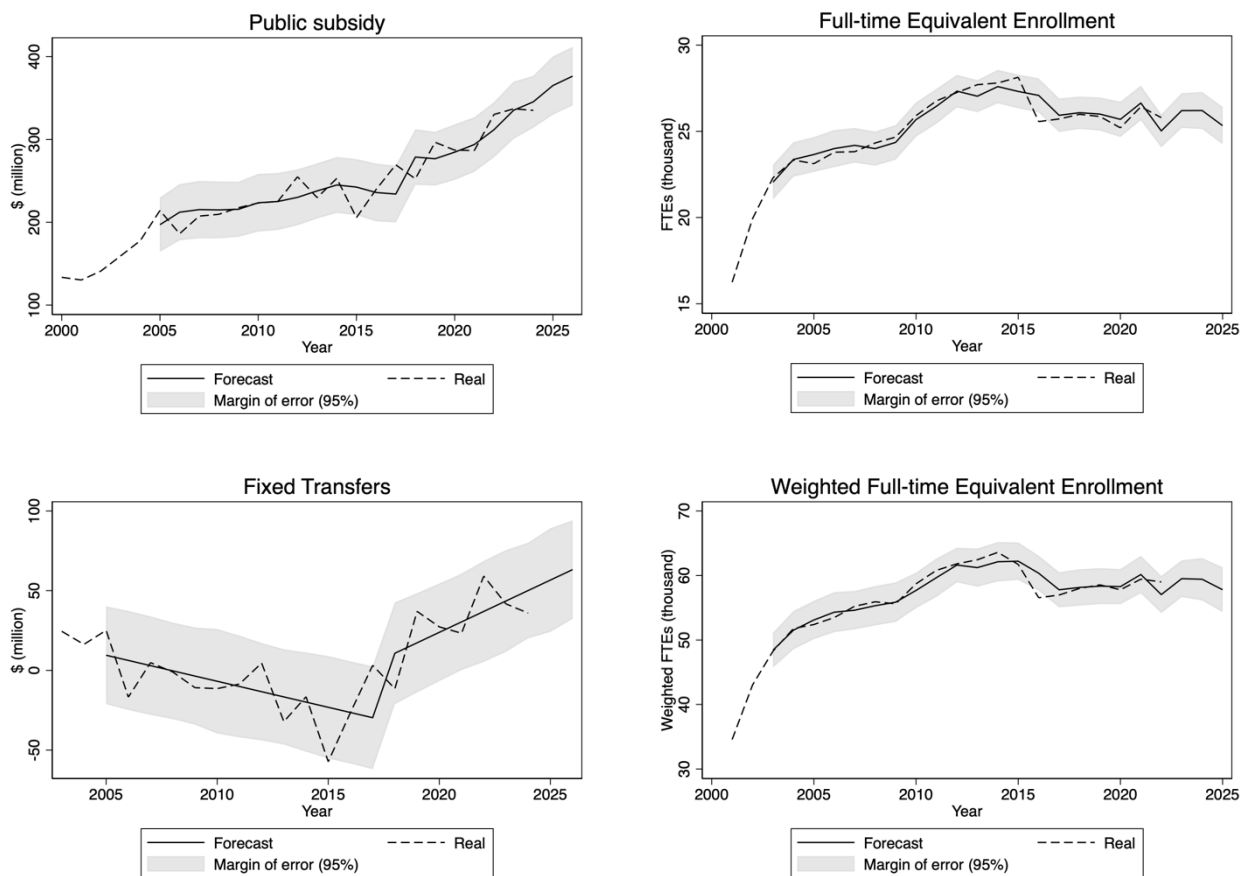 Public subsidy
400
300
200
100
$ (million)
2000 2005 2010 2015 2020 2025
Year
Forecast Real
Margin of error (95%)
Full-time Equivalent Enrollment
30
25
20
15
FTEs (thousand)
2000 2005 2010 2015 2020 2025
Year
Forecast Real
Margin of error (95%)
Fixed Transfers
100
50
0
-50
$ (million)
2005 2010 2015 2020 2025
Year
Forecast Real
Margin of error (95%)
Weighted Full-time Equivalent Enrollment
70
60
50
40
30
Weighted FTEs (thousand)
2000 2005 2010 2015 2020 2025
Year
Forecast Real
Margin of error (95%)